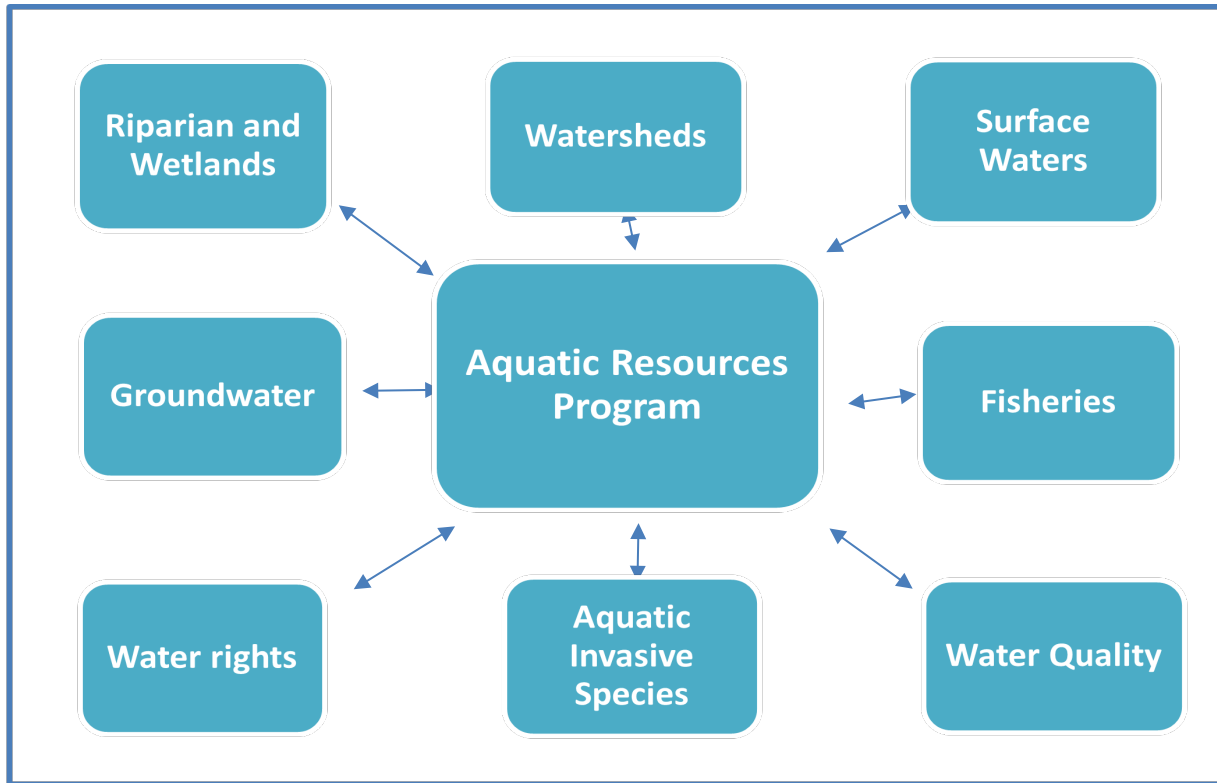 Riparian and
Wetlands
Watersheds
Surface
Waters
Aquatic Resources
Program
Groundwater
Fisheries
Water rights
Aquatic
Invasive
Species
Water Quality